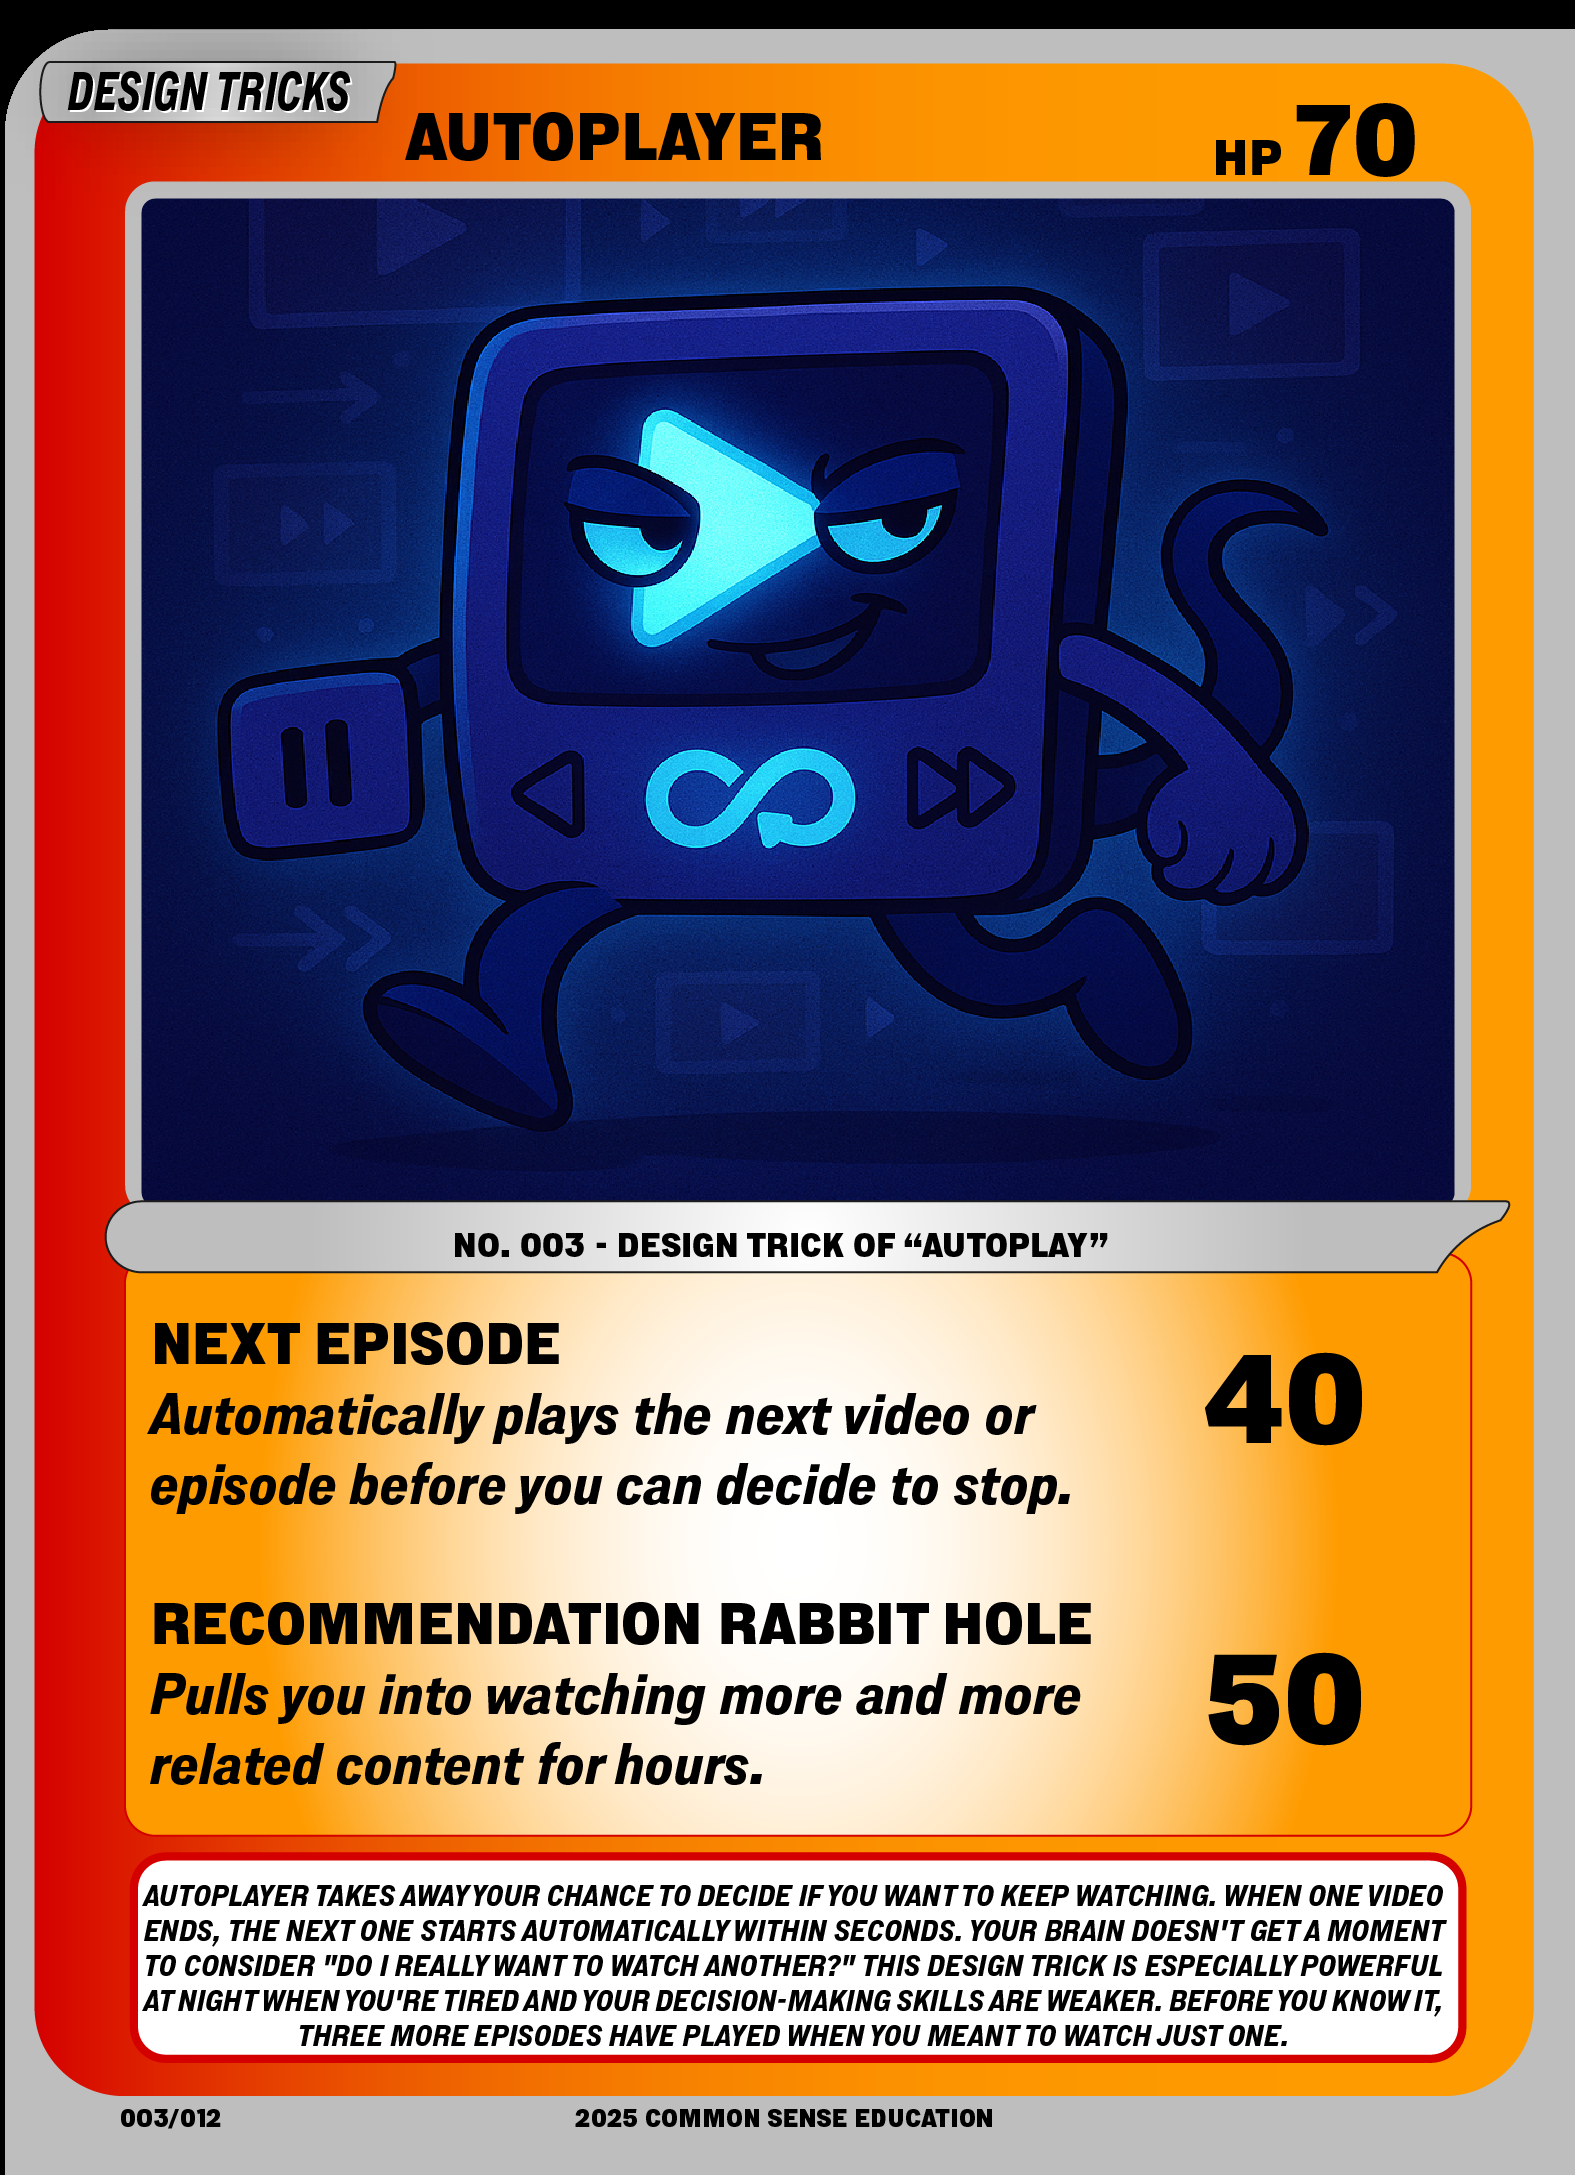 DESIGN TRICKS
AUTOPLAYER
HP 70
NO. 003 - DESIGN TRICK OF “AUTOPLAY”
NEXT EPISODE
Automatically plays the next video or
episode before you can decide to stop.
40
RECOMMENDATION RABBIT HOLE
Pulls you into watching more and more
related content for hours.
50
AUTOPLAYER TAKES AWAY YOUR CHANCE TO DECIDE IF YOU WANT TO KEEP WATCHING. WHEN ONE VIDEO
ENDS, THE NEXT ONE STARTS AUTOMATICALLY WITHIN SECONDS. YOUR BRAIN DOESN'T GET A MOMENT
TO CONSIDER "DO I REALLY WANT TO WATCH ANOTHER?" THIS DESIGN TRICK IS ESPECIALLY POWERFUL
AT NIGHT WHEN YOU'RE TIRED AND YOUR DECISION-MAKING SKILLS ARE WEAKER. BEFORE YOU KNOW IT,
THREE MORE EPISODES HAVE PLAYED WHEN YOU MEANT TO WATCH JUST ONE.
003/012
2025 COMMON SENSE EDUCATION